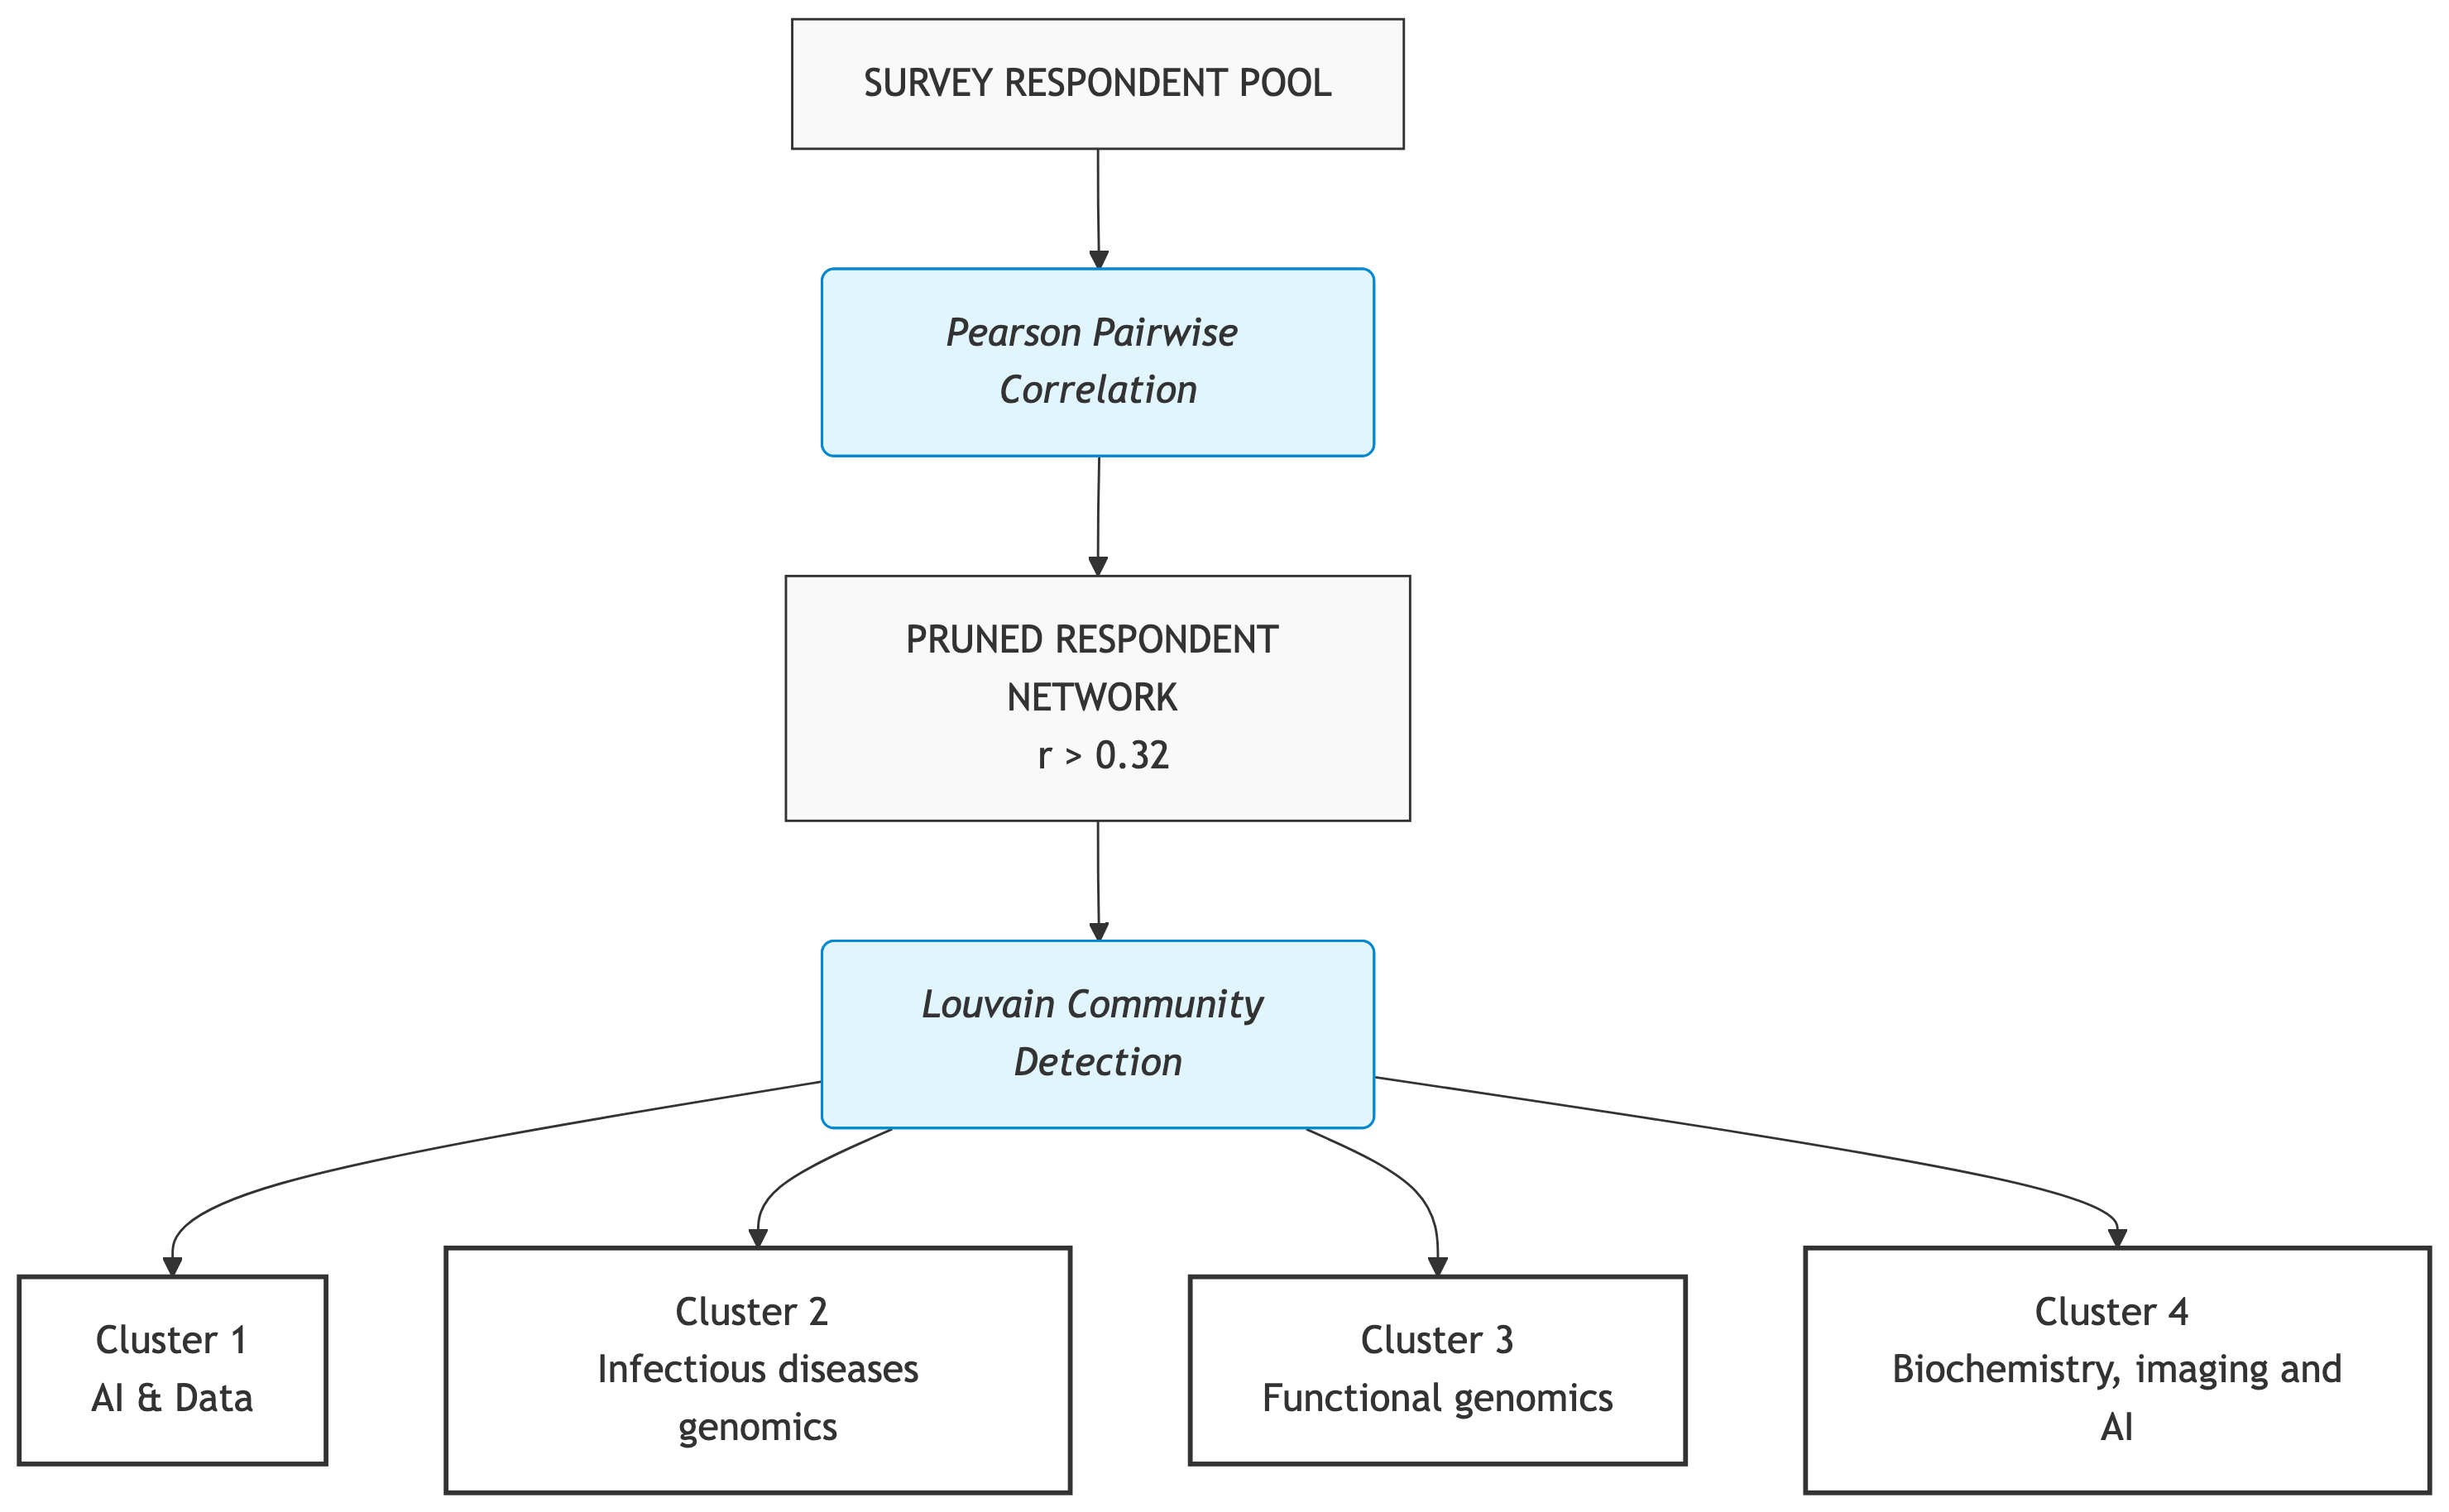 SURVEY RESPONDENT POOL
Pearson Pairwise
Correlation
PRUNED RESPONDENT
NETWORK
r > 0.32
Louvain Community
Detection
Cluster 1
AI & Data
Cluster 2
Infectious diseases
genomics
Cluster 3
Functional genomics
Cluster 4
Biochemistry, imaging and
AI